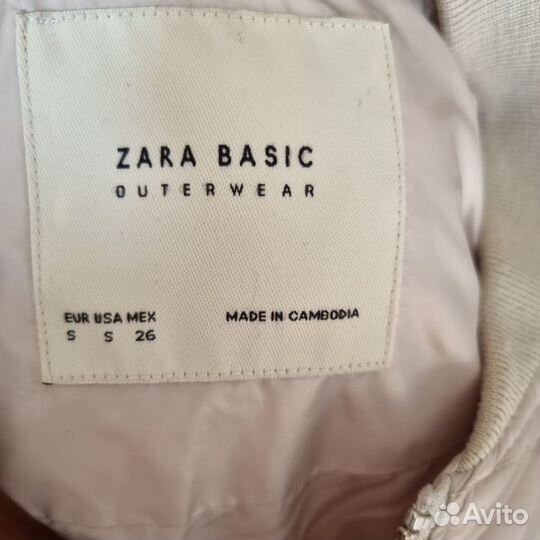 ZARA BASIC
OUTERWEAR
EUR USA MEX
S S 26
MADE IN CAMBODIA
Avito